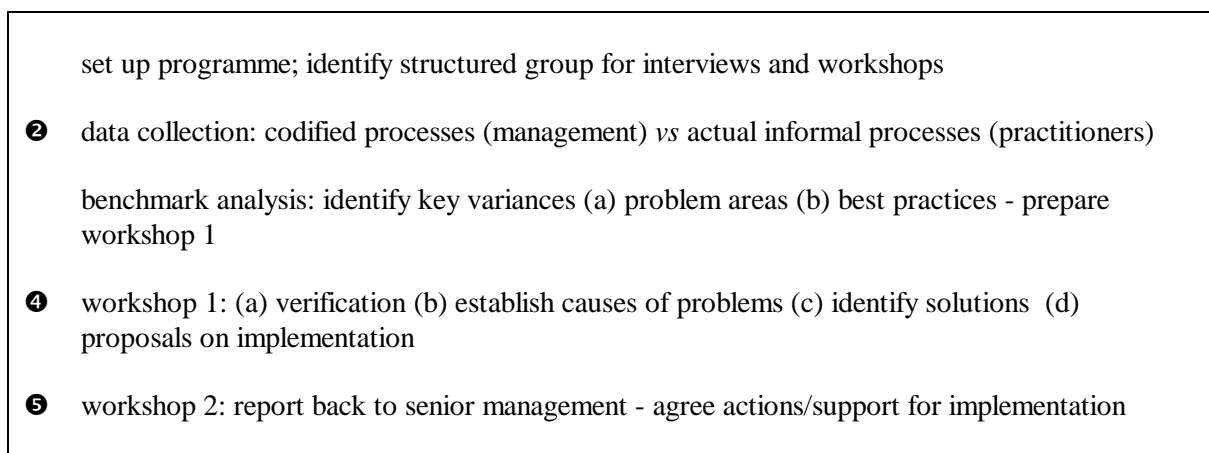 set up programme; identify structured group for interviews and workshops
❷ data collection: codified processes (management) vs actual informal processes (practitioners)
benchmark analysis: identify key variances (a) problem areas (b) best practices - prepare
workshop 1
❹ workshop 1: (a) verification (b) establish causes of problems (c) identify solutions (d)
proposals on implementation
❺ workshop 2: report back to senior management - agree actions/support for implementation